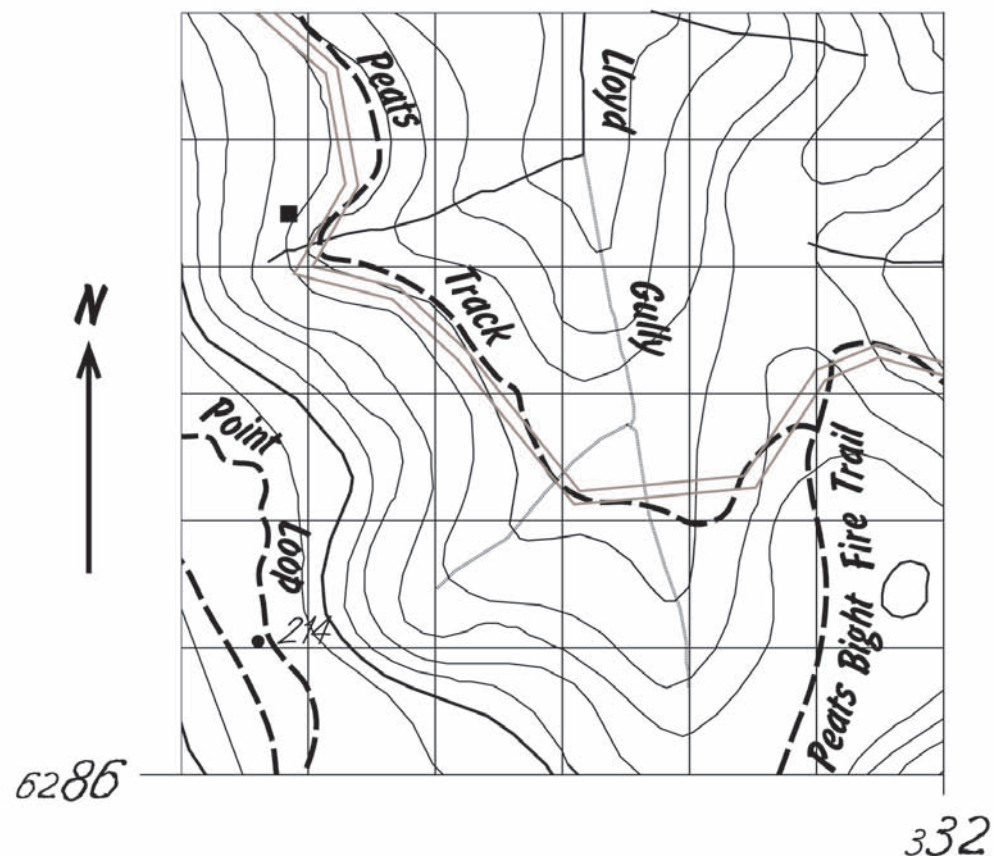 Peats
Lloyd
N
Track
Gully
Point
Loop
214
Peats Bight Fire Trail
6286
332